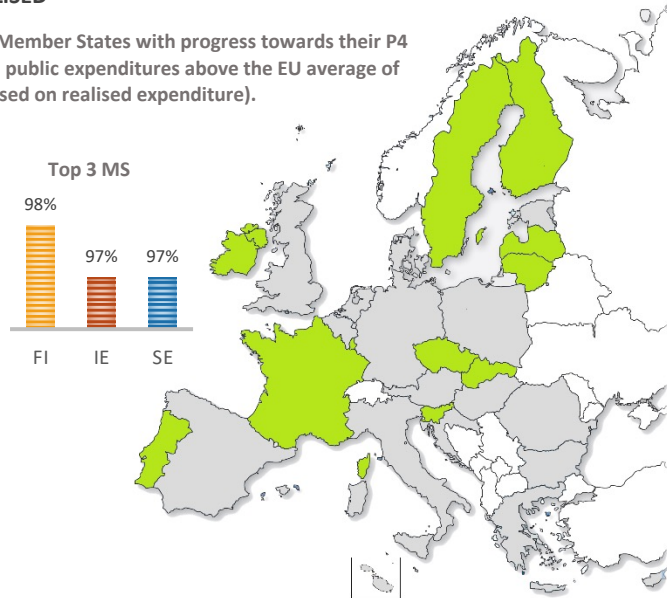 Member States with progress towards their P4
public expenditures above the EU average of
sed on realised expenditure).
Top 3 MS
98%
97%
97%
FI
IE
SE